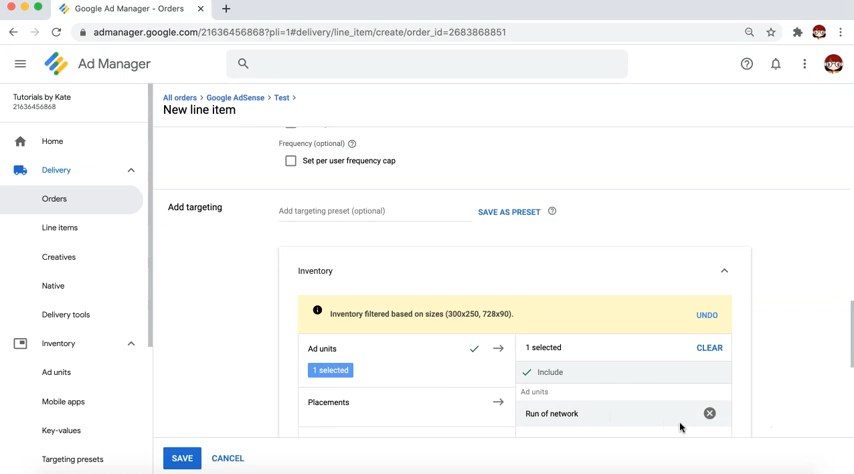 Google Ad Manager - Orders
admanager.google.com/21636456868?pli=1#delivery/line_item/create/order_id=2683868851
Ad Manager
Tutorials by Kate
21636456868
Home
Delivery
Orders
Line items
Creatives
Native
Delivery tools
Inventory
Ad units
Mobile apps
Key-values
Targeting presets
All orders > Google AdSense > Test >
New line item
Frequency (optional)
Set per user frequency cap
Add targeting
Add targeting preset (optional)
SAVE AS PRESET
Inventory
Inventory filtered based on sizes (300x250, 728x90).
UNDO
Ad units
1 selected
Placements
1 selected
CLEAR
Include
Ad units
Run of network
SAVE
CANCEL